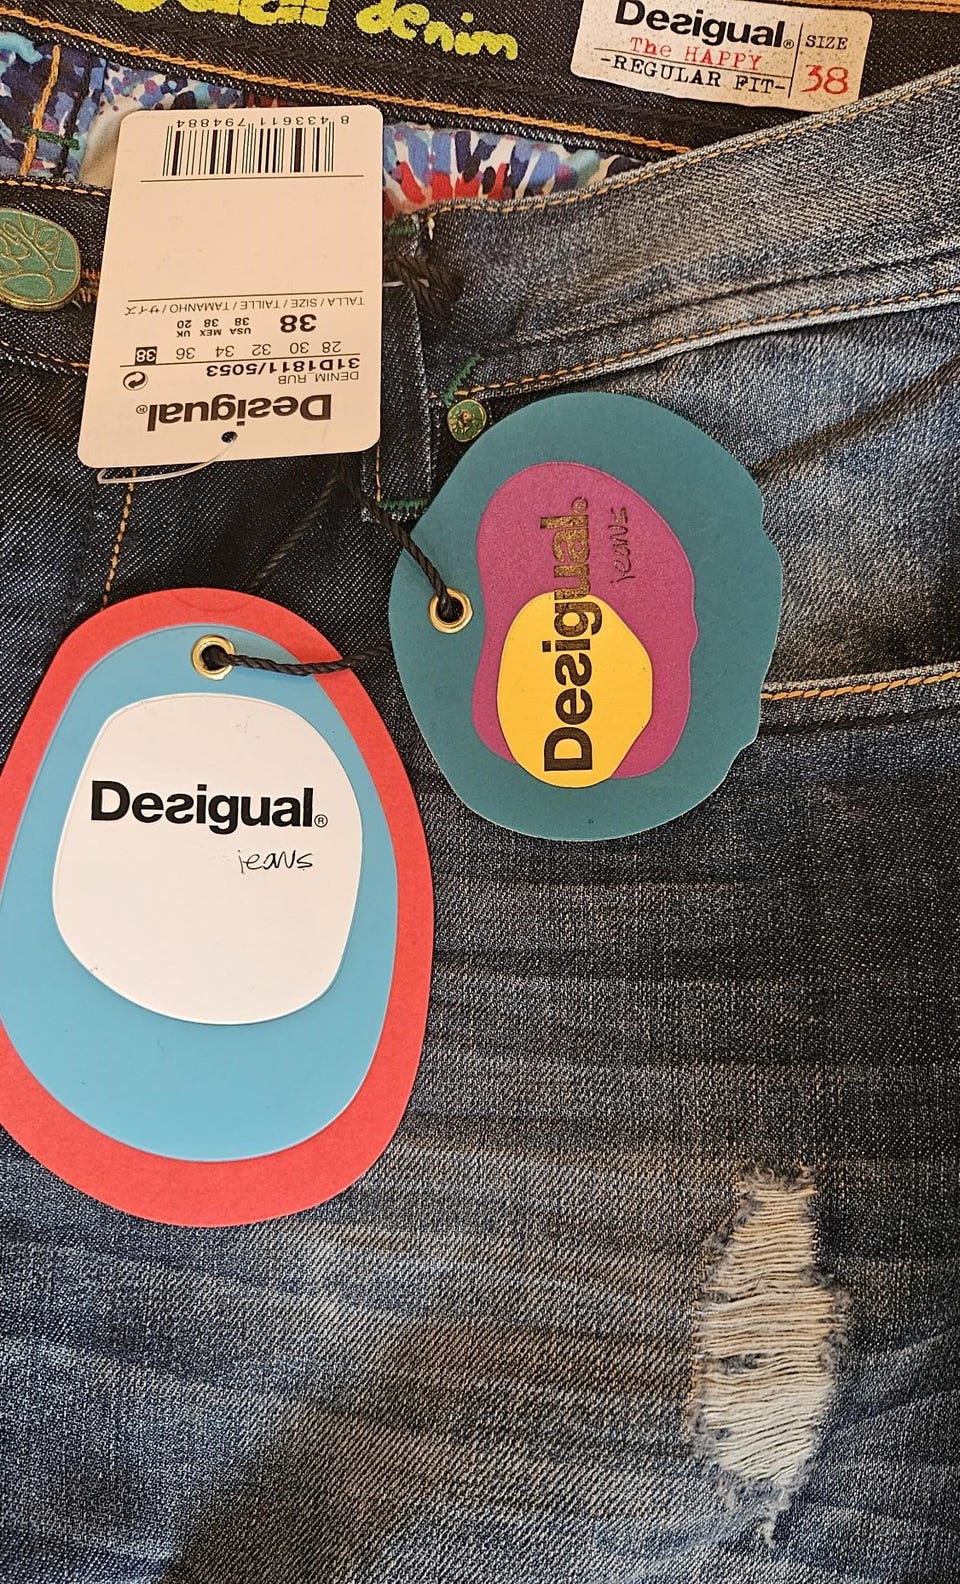 denim
Desigual®
The HAPPY
-REGULAR FIT-
SIZE
38
Desigual®
DENIM_RUB
31D1811/5053
28 30 32 34 36 38
38
USA 38 MEX 38 UK 20
TALLA / SIZE / TAILLE / TAMANHO / サイズ
8 433611 794884
Desigual®
jeans
Desigual®
jeans